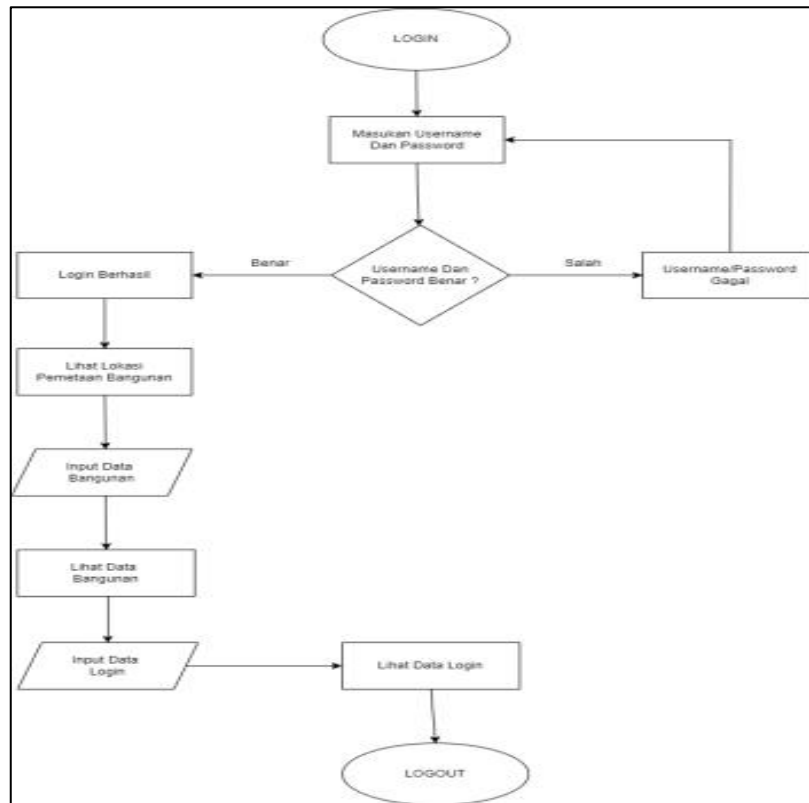 LOGIN
Masukan Username
Dan Password
Username Dan
Password Benar ?
Benar
Salah
Login Berhasil
Username/Password
Gagal
Lihat Lokasi
Pemetaan Bangunan
Input Data
Bangunan
Lihat Data
Bangunan
Input Data
Login
Lihat Data Login
LOGOUT